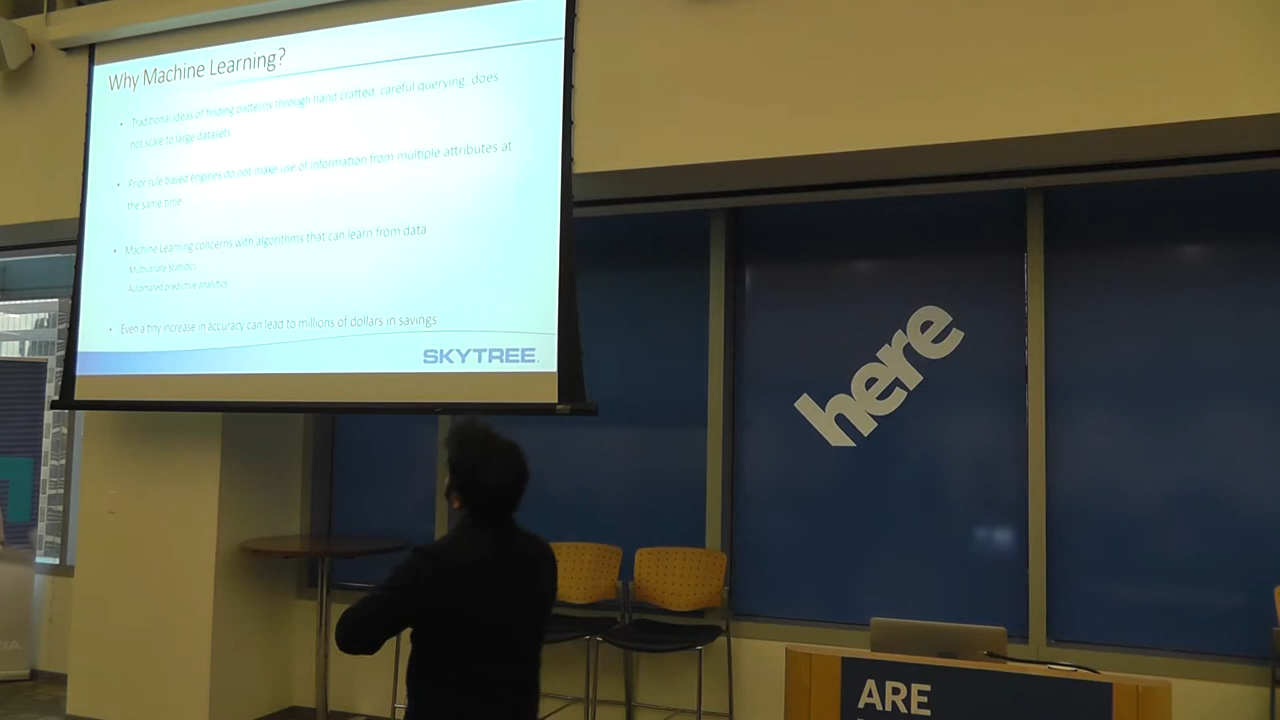 Why Machine Learning?
• Traditional ideas of finding patterns through hand crafted, careful querying, does
not scale to large datasets
• Prior rule based engines do not make use of information from multiple attributes at
the same time
• Machine Learning concerns with algorithms that can learn from data
Multivariate Statistics
Automated predictive analytics
• Even a tiny increase in accuracy can lead to millions of dollars in savings
SKYTREE
here
ARE